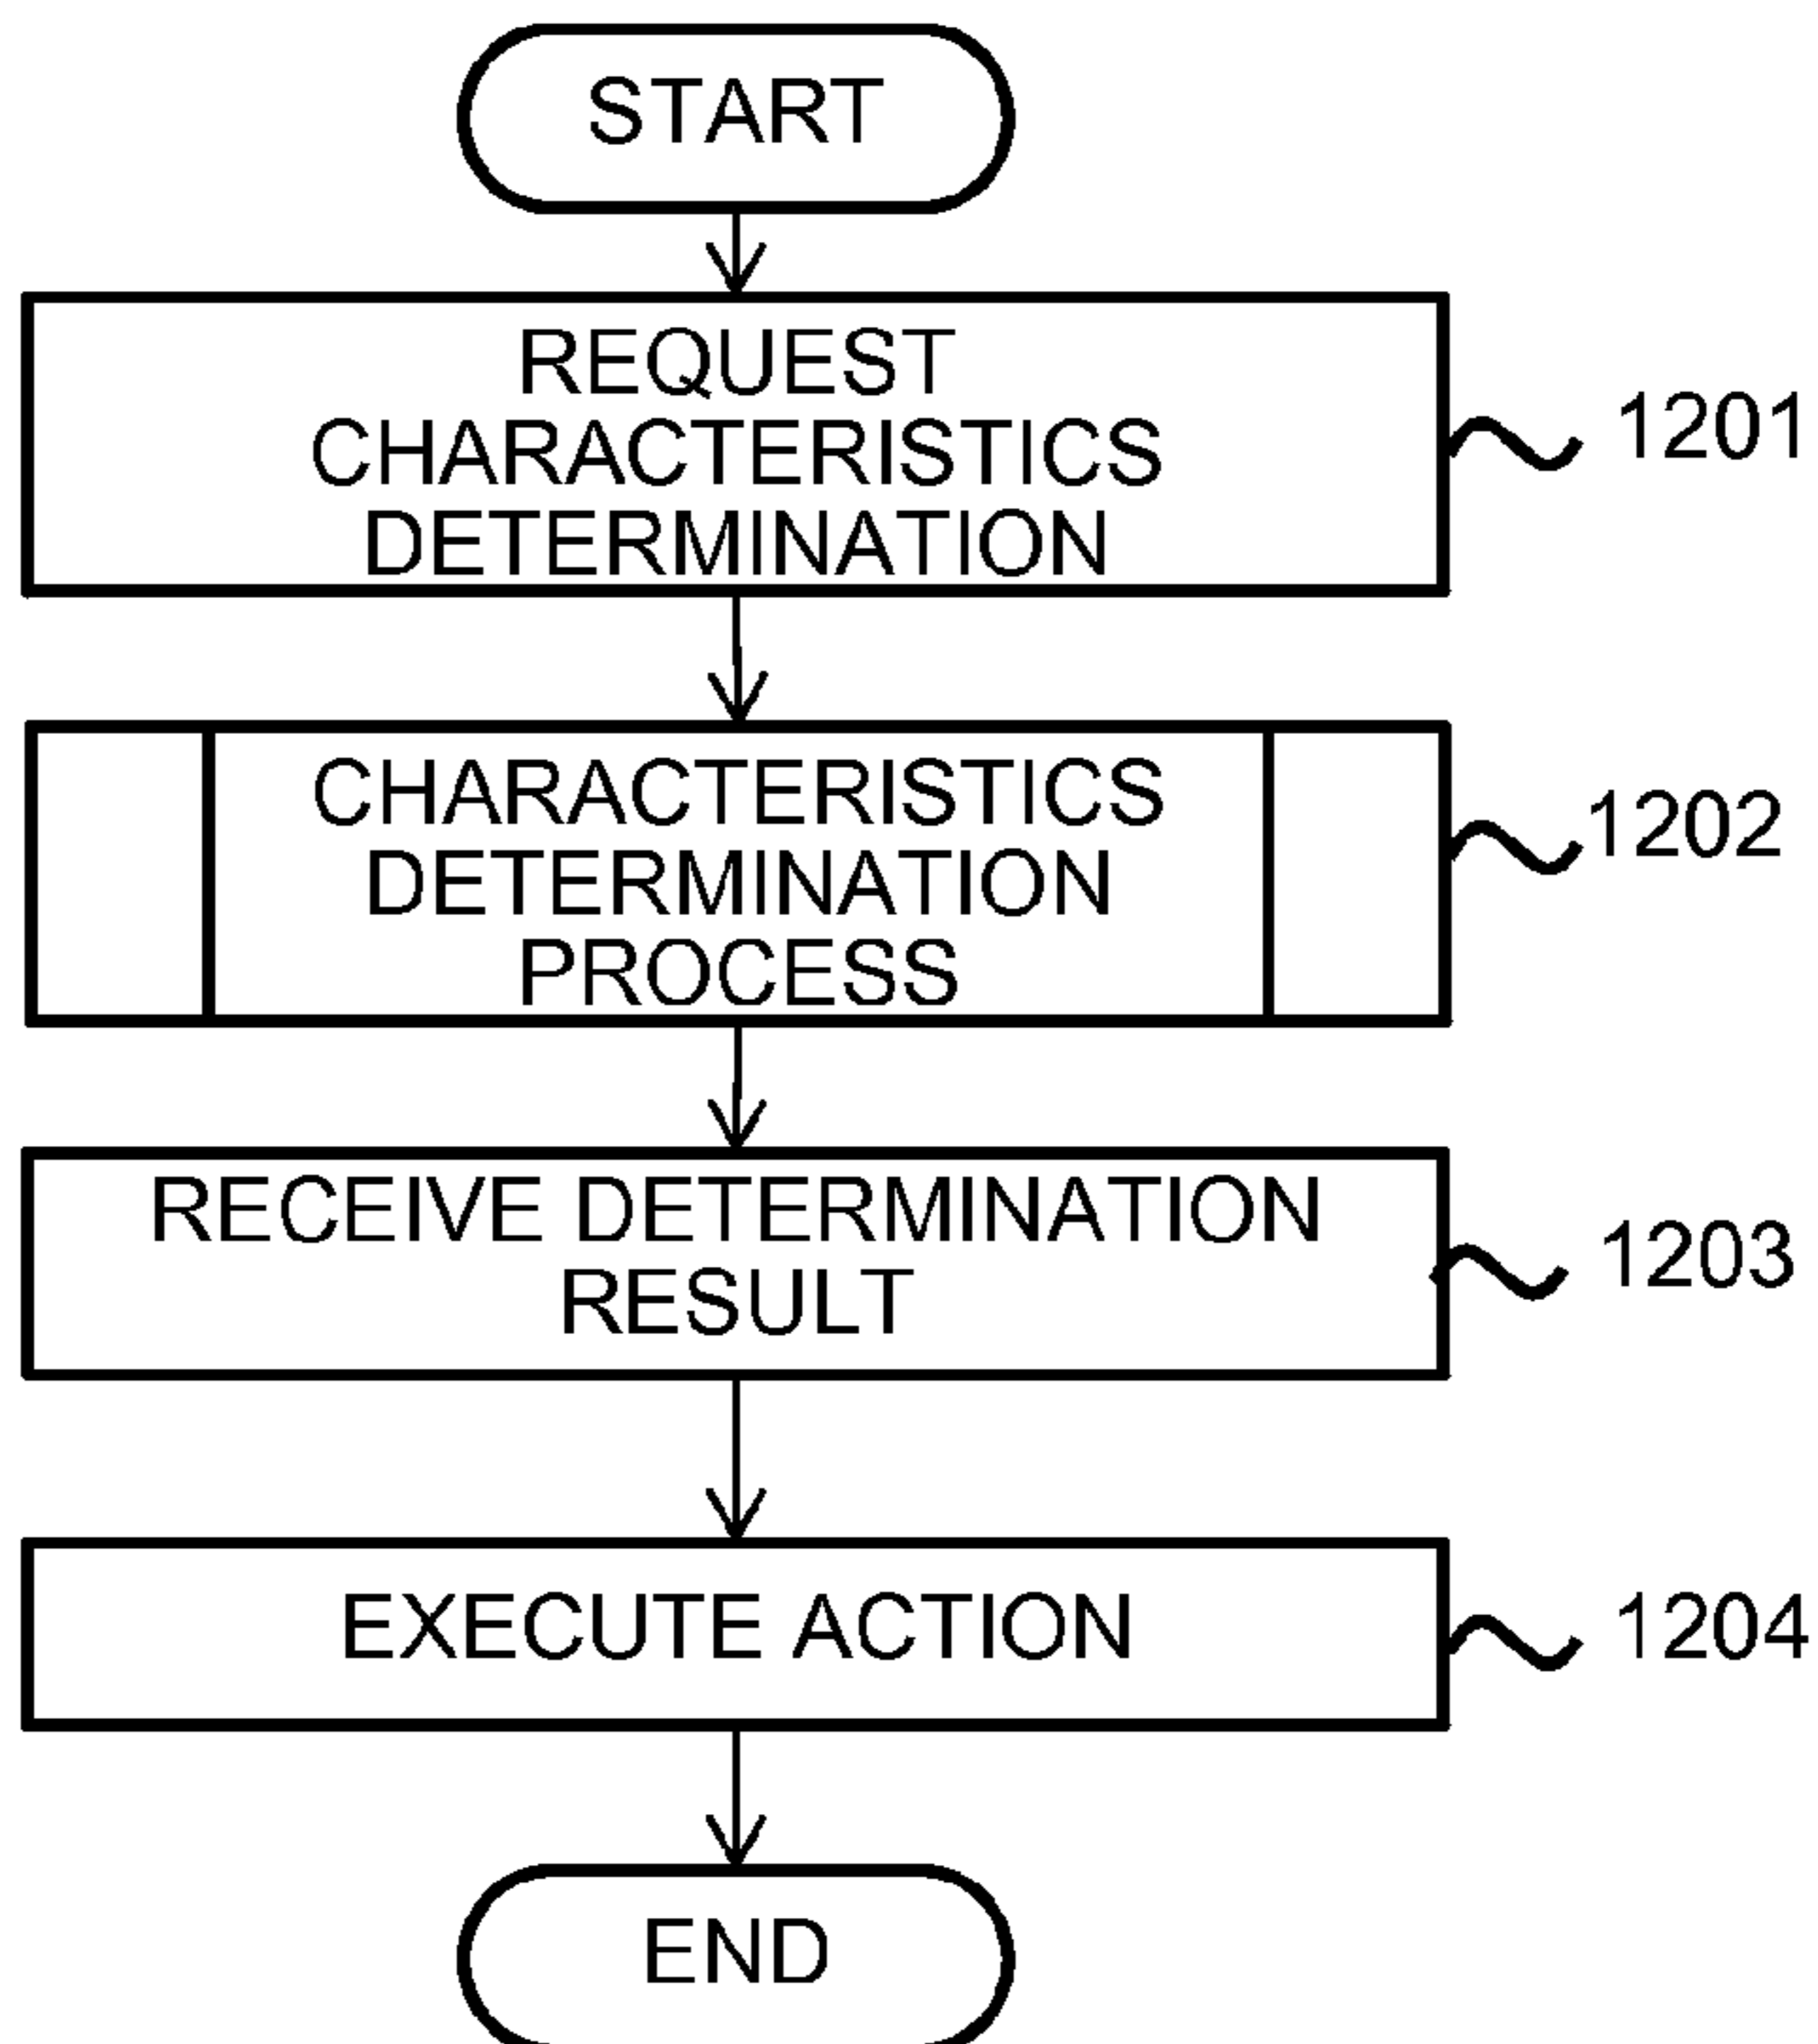 START
REQUEST
CHARACTERISTICS
DETERMINATION
1201
CHARACTERISTICS
DETERMINATION
PROCESS
1202
RECEIVE DETERMINATION
RESULT
1203
EXECUTE ACTION
1204
END